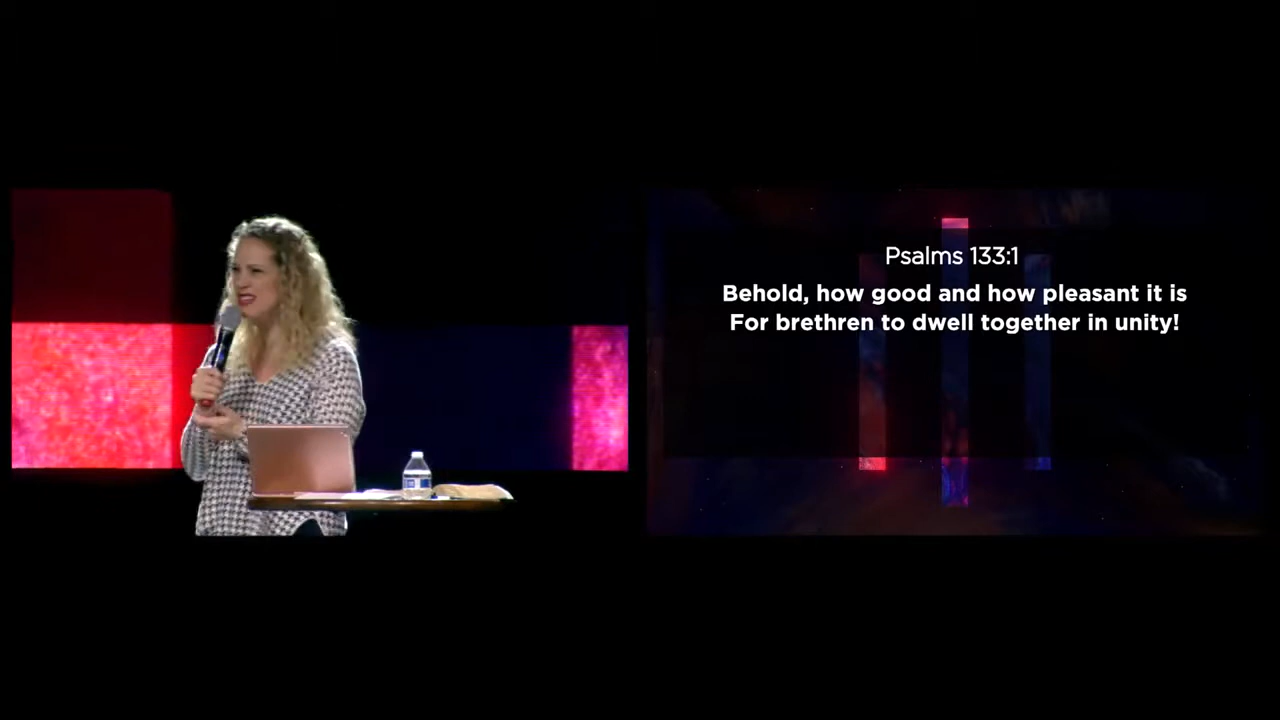 Psalms 133:1
Behold, how good and how pleasant it is
For brethren to dwell together in unity!